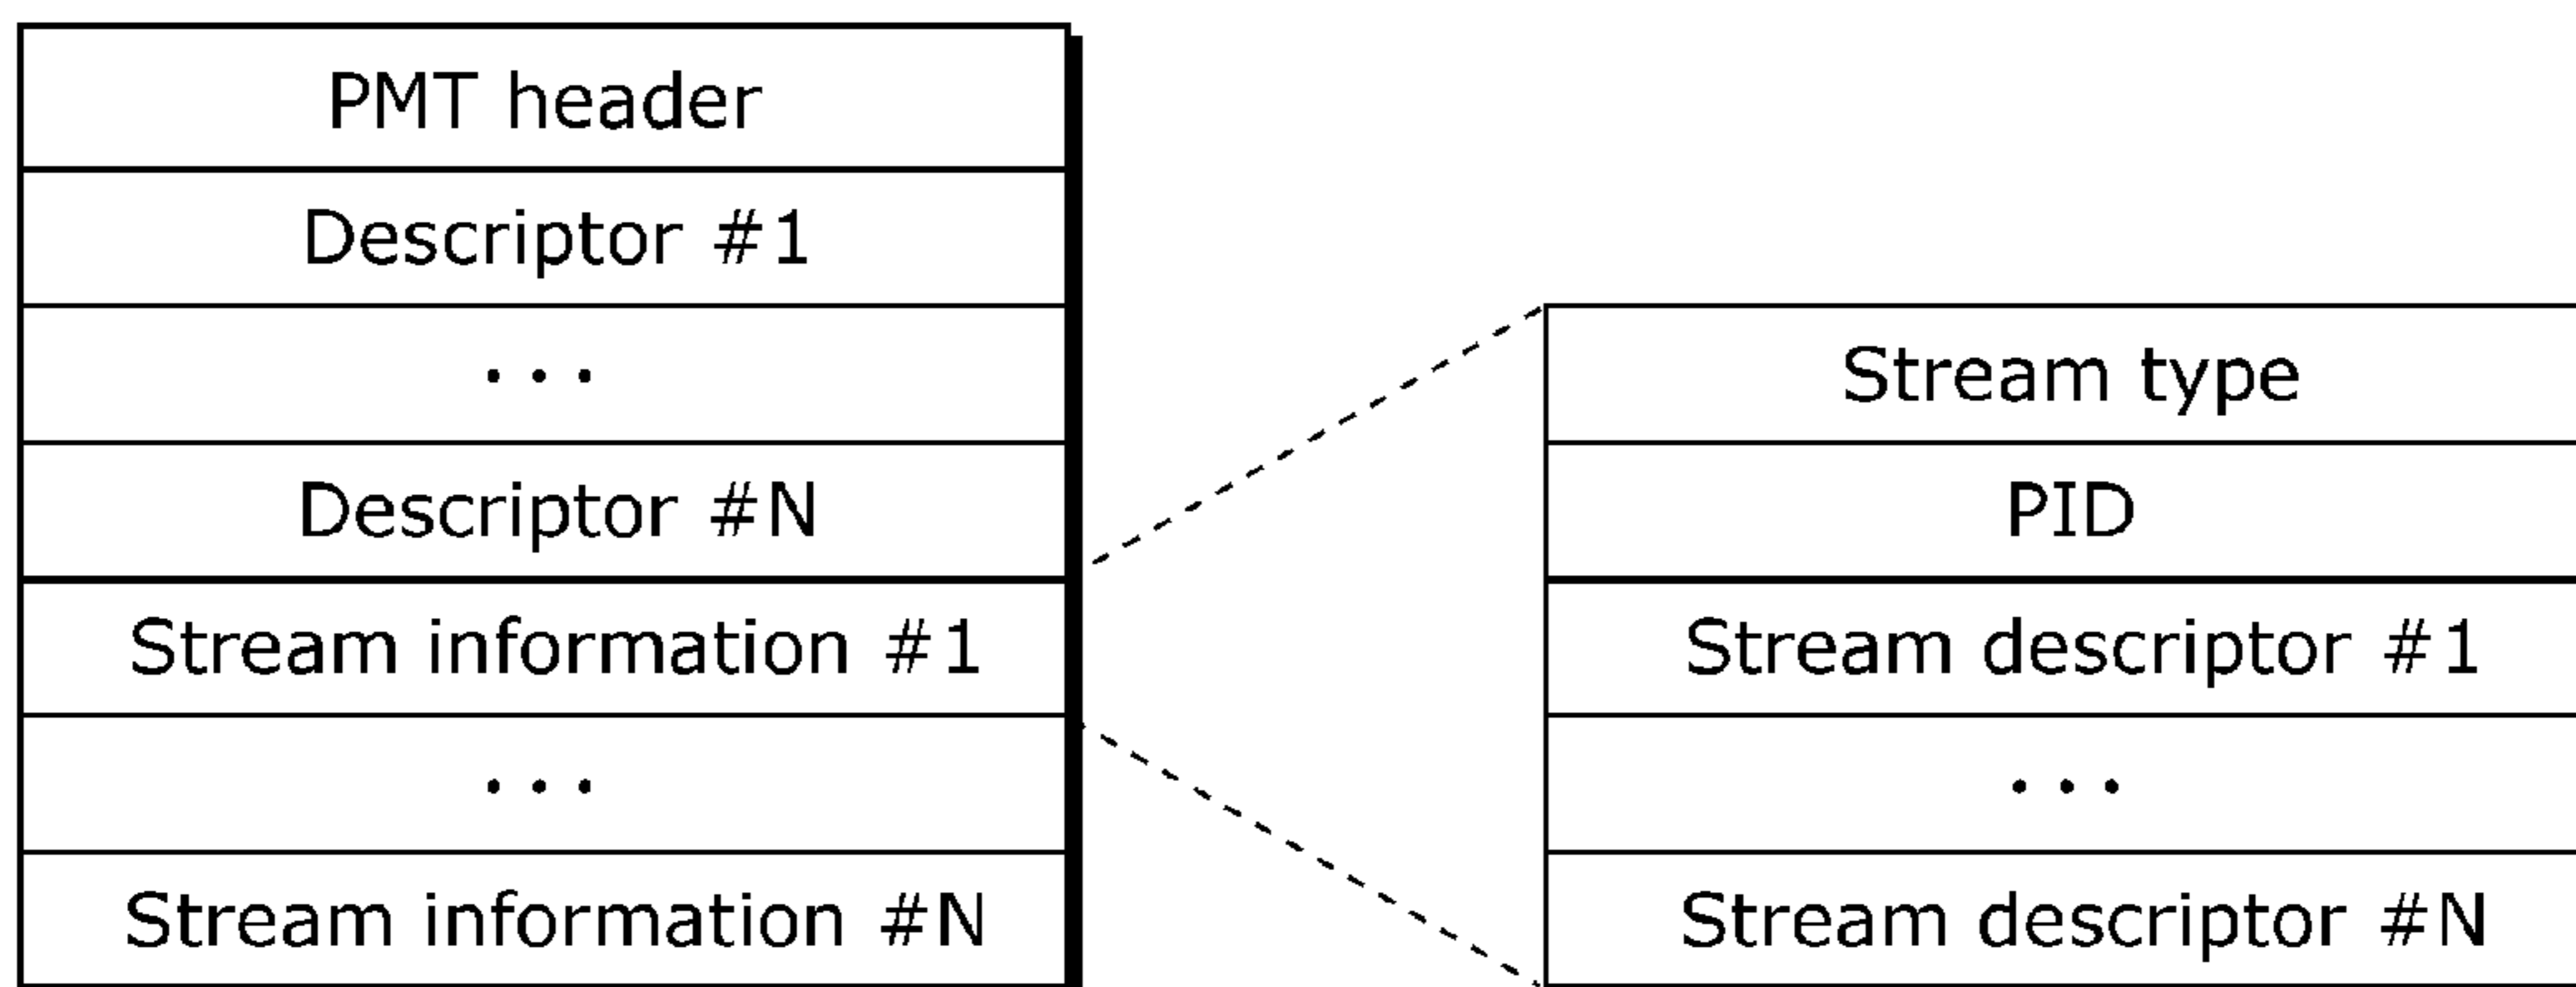 PMT header
Descriptor #1
...
Descriptor #N
Stream information #1
...
Stream information #N
Stream type
PID
Stream descriptor #1
...
Stream descriptor #N